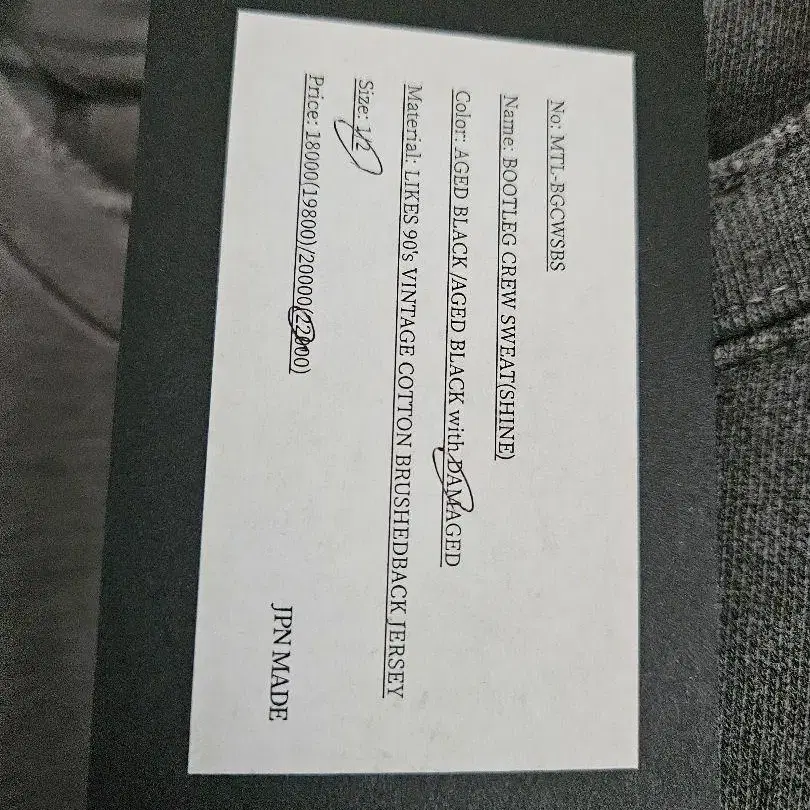 No: MTL-BGCWSBS
Name: BOOTLEG CREW SWEAT(SHINE)
Color: AGED BLACK /AGED BLACK with DAMAGED
Material: LIKES 90's VINTAGE COTTON BRUSHEDBACK JERSEY
Size: 1/2
Price: 18000(19800)/20000(22000)
JPN MADE